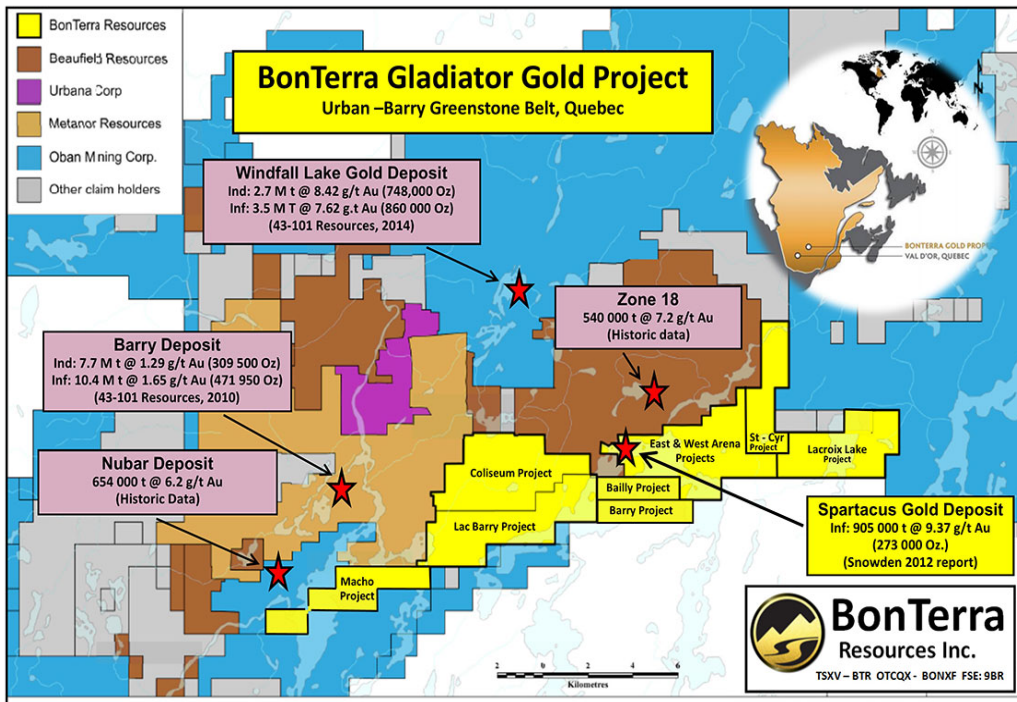 BonTerra Resources
Beaufield Resources
Urbana Corp
Metanor Resources
Oban Mining Corp.
Other claim holders
BonTerra Gladiator Gold Project
Urban –Barry Greenstone Belt, Quebec
N
BONTERRA GOLD PROP
VAL D'OR, QUEBEC
Windfall Lake Gold Deposit
Ind: 2.7 M t @ 8.42 g/t Au (748,000 Oz)
Inf: 3.5 M T @ 7.62 g.t Au (860 000 Oz)
(43-101 Resources, 2014)
Zone 18
540 000 t @ 7.2 g/t Au
(Historic data)
Barry Deposit
Ind: 7.7 M t @ 1.29 g/t Au (309 500 Oz)
Inf: 10.4 M t @ 1.65 g/t Au (471 950 Oz)
(43-101 Resources, 2010)
Nubar Deposit
654 000 t @ 6.2 g/t Au
(Historic Data)
Coliseum Project
East & West Arena
Projects
St - Cyr
Project
Lacroix Lake
Project
Bailly Project
Barry Project
Lac Barry Project
Macho
Project
Spartacus Gold Deposit
Inf: 905 000 t @ 9.37 g/t Au
(273 000 Oz.)
(Snowden 2012 report)
2 0 2 4 6
Kilometres
BonTerra
Resources Inc.
TSXV – BTR OTCQX - BONXF FSE: 9BR